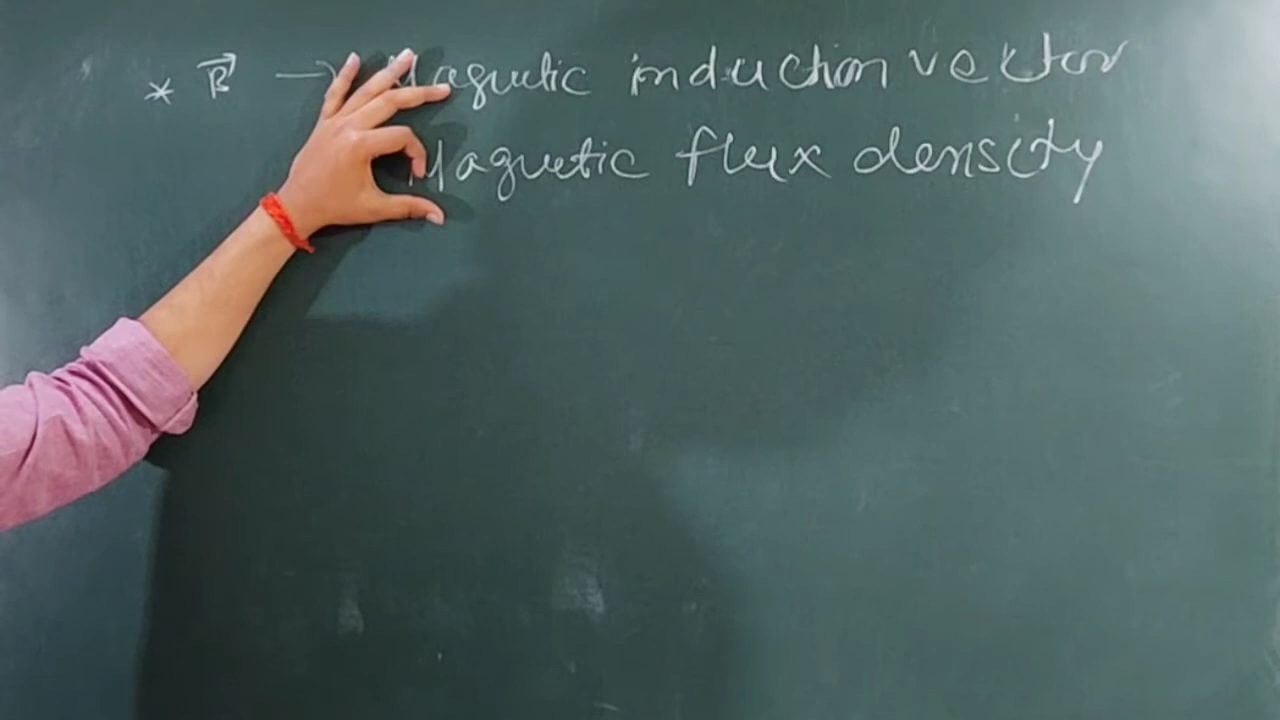 * B⃗ → Magnetic induction vector
Magnetic flux density